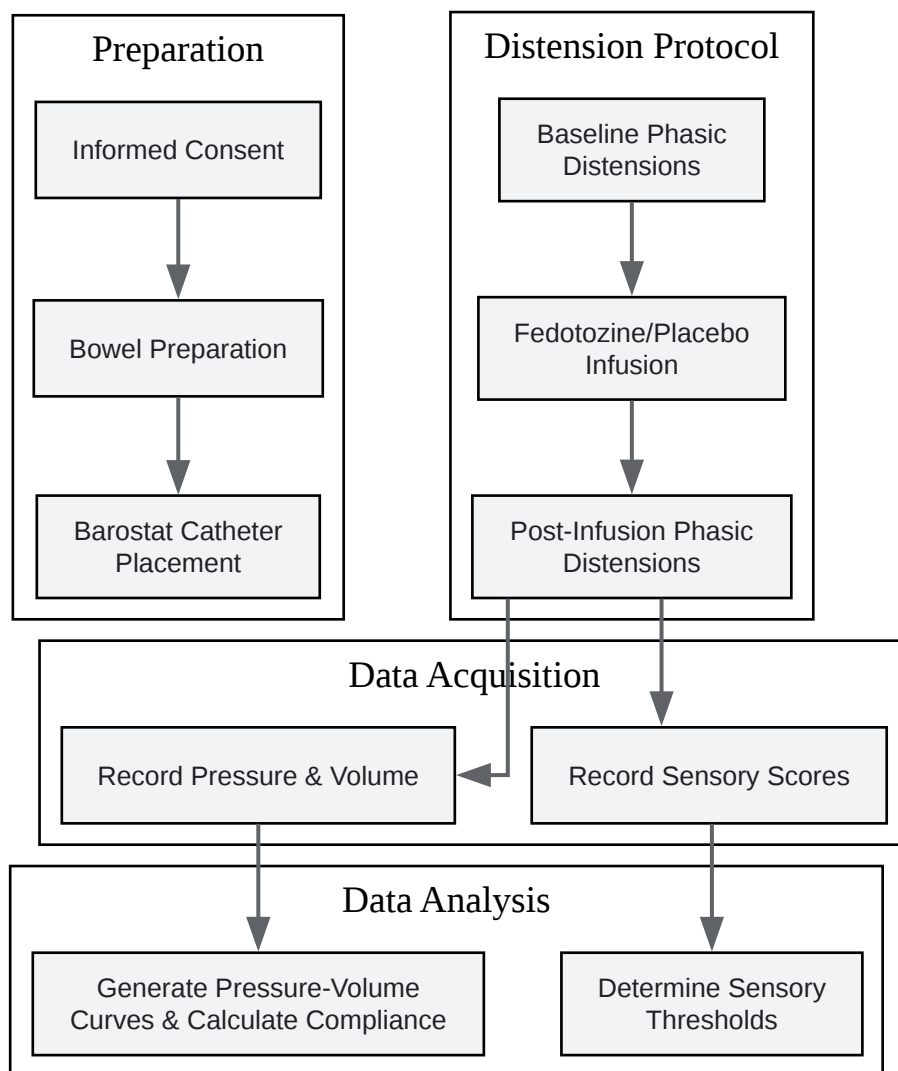 Preparation
Informed Consent
Bowel Preparation
Barostat Catheter
Placement
Distension Protocol
Baseline Phasic
Distensions
Fedotozine/Placebo
Infusion
Post-Infusion Phasic
Distensions
Data Acquisition
Record Pressure & Volume
Record Sensory Scores
Data Analysis
Generate Pressure-Volume
Curves & Calculate Compliance
Determine Sensory
Thresholds